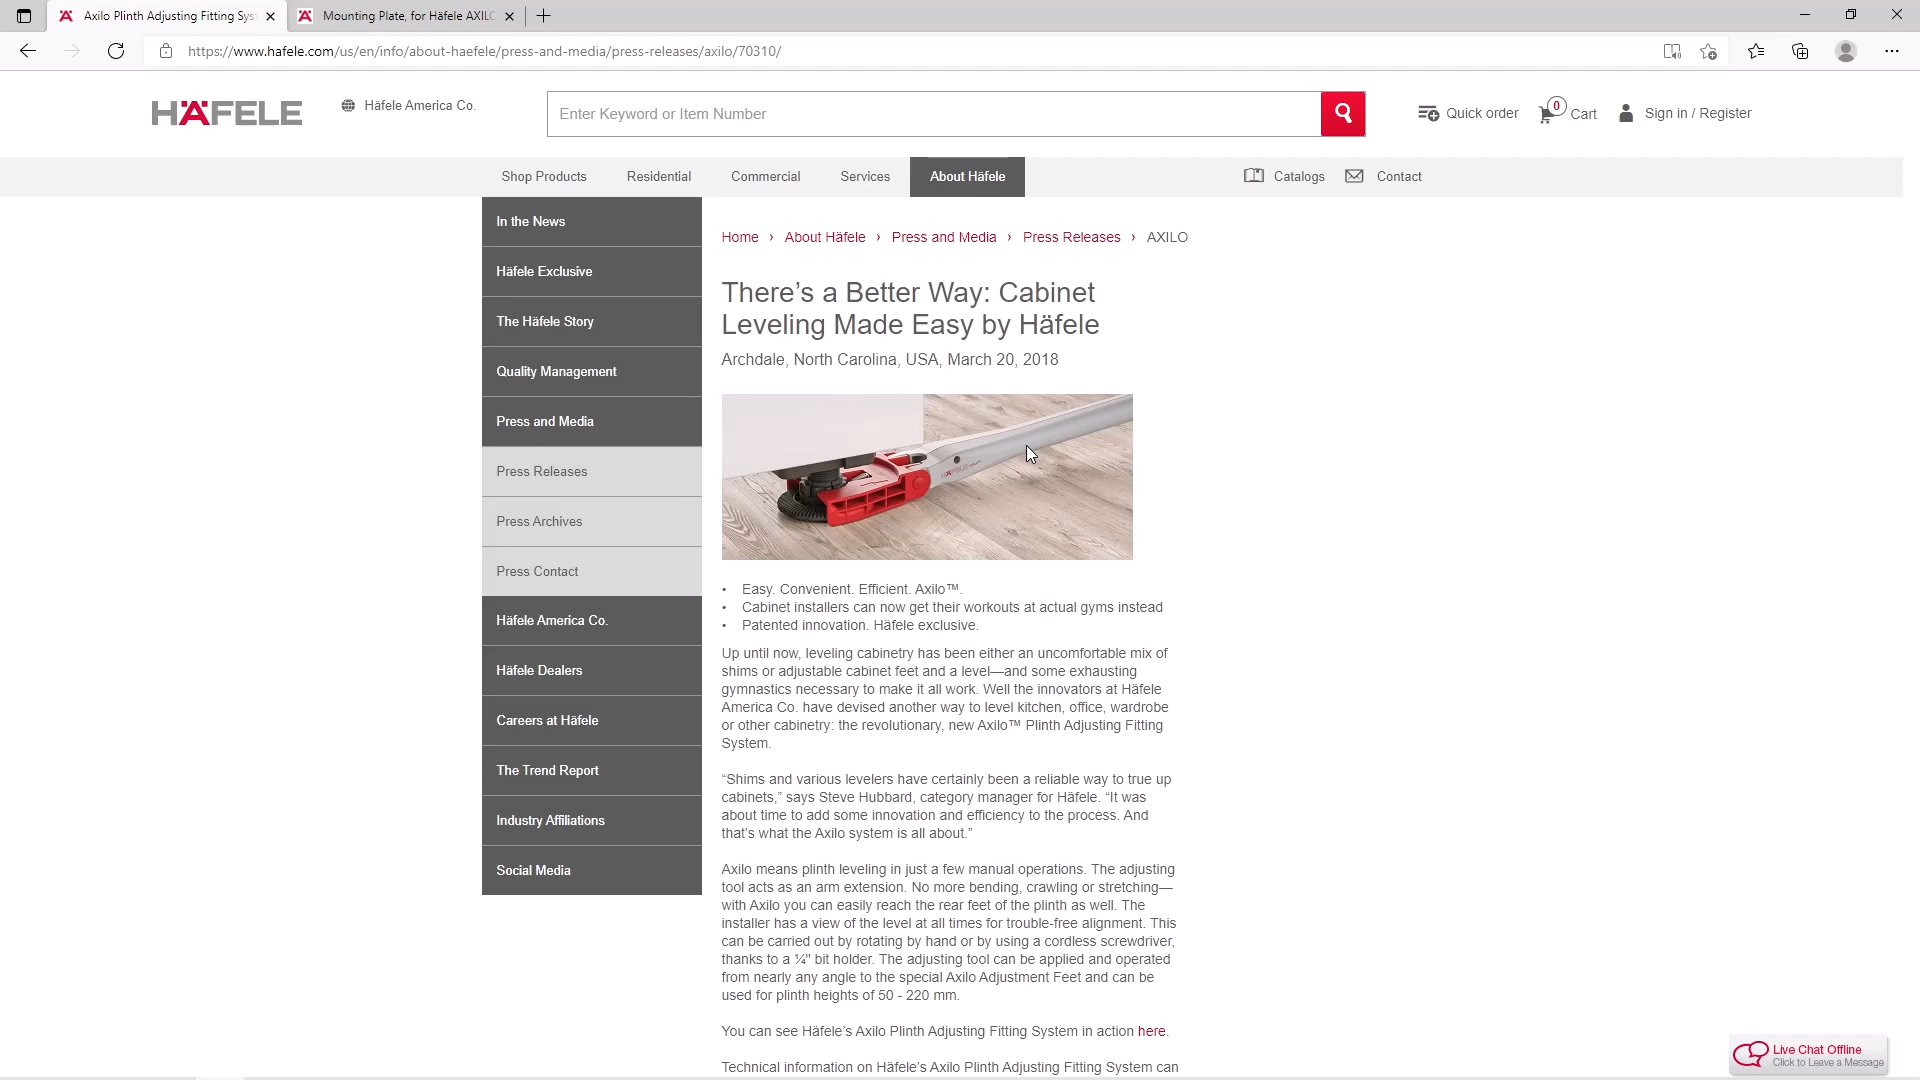 Axilo Plinth Adjusting Fitting Sys
Mounting Plate, for Häfele AXILO
https://www.hafele.com/us/en/info/about-haefele/press-and-media/press-releases/axilo/70310/
HÄFELE
Häfele America Co.
Enter Keyword or Item Number
Quick order
0
Cart
Sign in / Register
Shop Products
Residential
Commercial
Services
About Häfele
Catalogs
Contact
In the News
Häfele Exclusive
The Häfele Story
Quality Management
Press and Media
Press Releases
Press Archives
Press Contact
Häfele America Co.
Häfele Dealers
Careers at Häfele
The Trend Report
Industry Affiliations
Social Media
Home › About Häfele › Press and Media › Press Releases › AXILO
There’s a Better Way: Cabinet
Leveling Made Easy by Häfele
Archdale, North Carolina, USA, March 20, 2018
• Easy. Convenient. Efficient. Axilo™.
• Cabinet installers can now get their workouts at actual gyms instead
• Patented innovation. Häfele exclusive.
Up until now, leveling cabinetry has been either an uncomfortable mix of
shims or adjustable cabinet feet and a level—and some exhausting
gymnastics necessary to make it all work. Well the innovators at Häfele
America Co. have devised another way to level kitchen, office, wardrobe
or other cabinetry: the revolutionary, new Axilo™ Plinth Adjusting Fitting
System.
“Shims and various levelers have certainly been a reliable way to true up
cabinets,” says Steve Hubbard, category manager for Häfele. “It was
about time to add some innovation and efficiency to the process. And
that’s what the Axilo system is all about.”
Axilo means plinth leveling in just a few manual operations. The adjusting
tool acts as an arm extension. No more bending, crawling or stretching—
with Axilo you can easily reach the rear feet of the plinth as well. The
installer has a view of the level at all times for trouble-free alignment. This
can be carried out by rotating by hand or by using a cordless screwdriver,
thanks to a ¼" bit holder. The adjusting tool can be applied and operated
from nearly any angle to the special Axilo Adjustment Feet and can be
used for plinth heights of 50 - 220 mm.
You can see Häfele’s Axilo Plinth Adjusting Fitting System in action here.
Technical information on Häfele’s Axilo Plinth Adjusting Fitting System can
Live Chat Offline
Click to Leave a Message